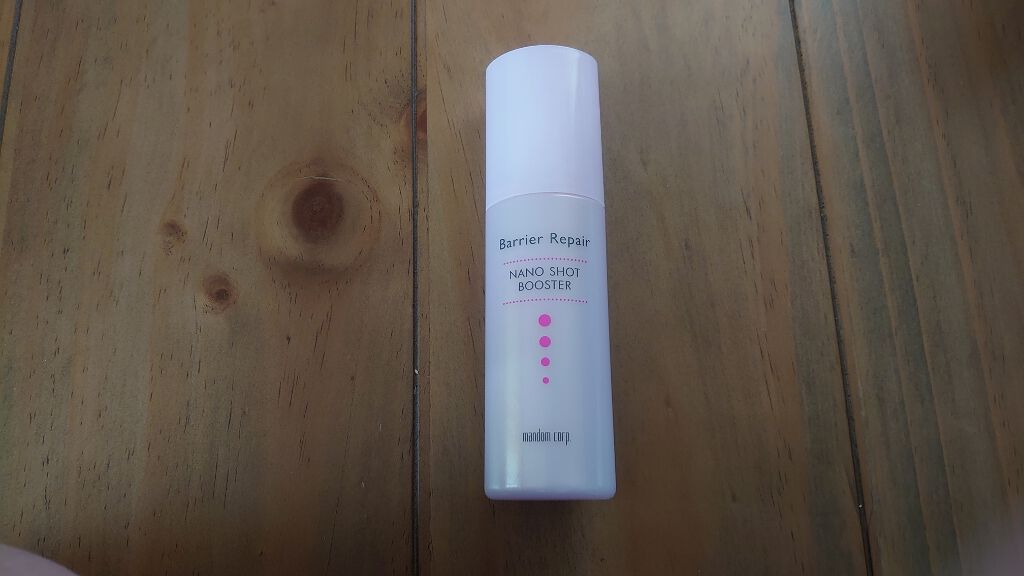 Barrier Repair
NANO SHOT
BOOSTER
mandom corp.